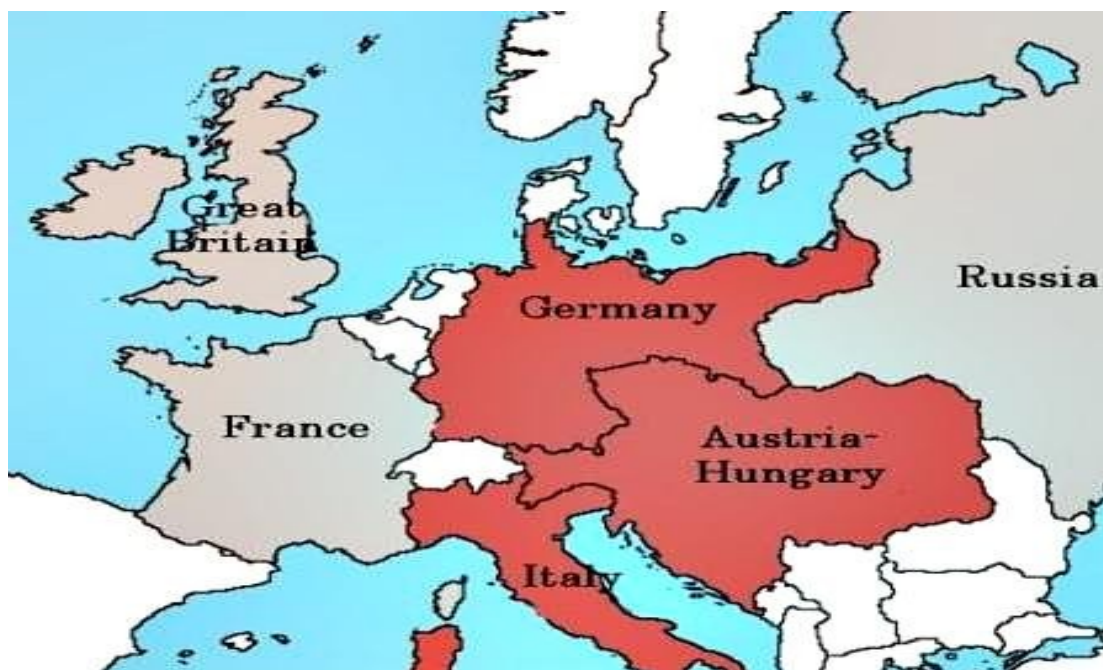 Great
Britain
Germany
Russia
France
Austria-
Hungary
Italy